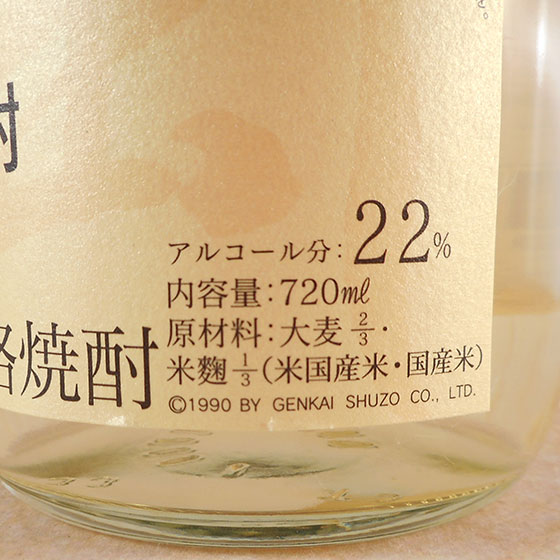 酎
アルコール分:22%
内容量:720ml
原材料:大麦2/3・
米麴1/3(米国産米・国産米)
格焼酎
©1990 BY GENKAI SHUZO CO., LTD.